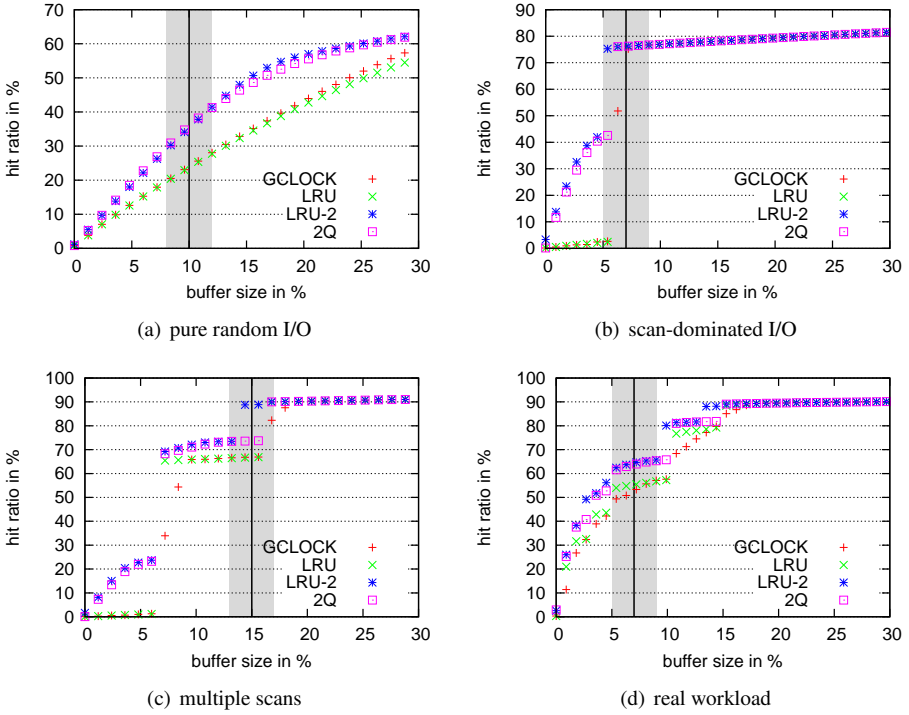 70
60
50
40
30
20
10
0
hit ratio in %
GCLOCK
LRU
LRU-2
2Q
0 5 10 15 20 25 30
buffer size in %
(a) pure random I/O
90
80
70
60
50
40
30
20
10
0
hit ratio in %
GCLOCK
LRU
LRU-2
2Q
0 5 10 15 20 25 30
buffer size in %
(b) scan-dominated I/O
100
90
80
70
60
50
40
30
20
10
0
hit ratio in %
GCLOCK
LRU
LRU-2
2Q
0 5 10 15 20 25 30
buffer size in %
(c) multiple scans
100
90
80
70
60
50
40
30
20
10
0
hit ratio in %
GCLOCK
LRU
LRU-2
2Q
0 5 10 15 20 25 30
buffer size in %
(d) real workload